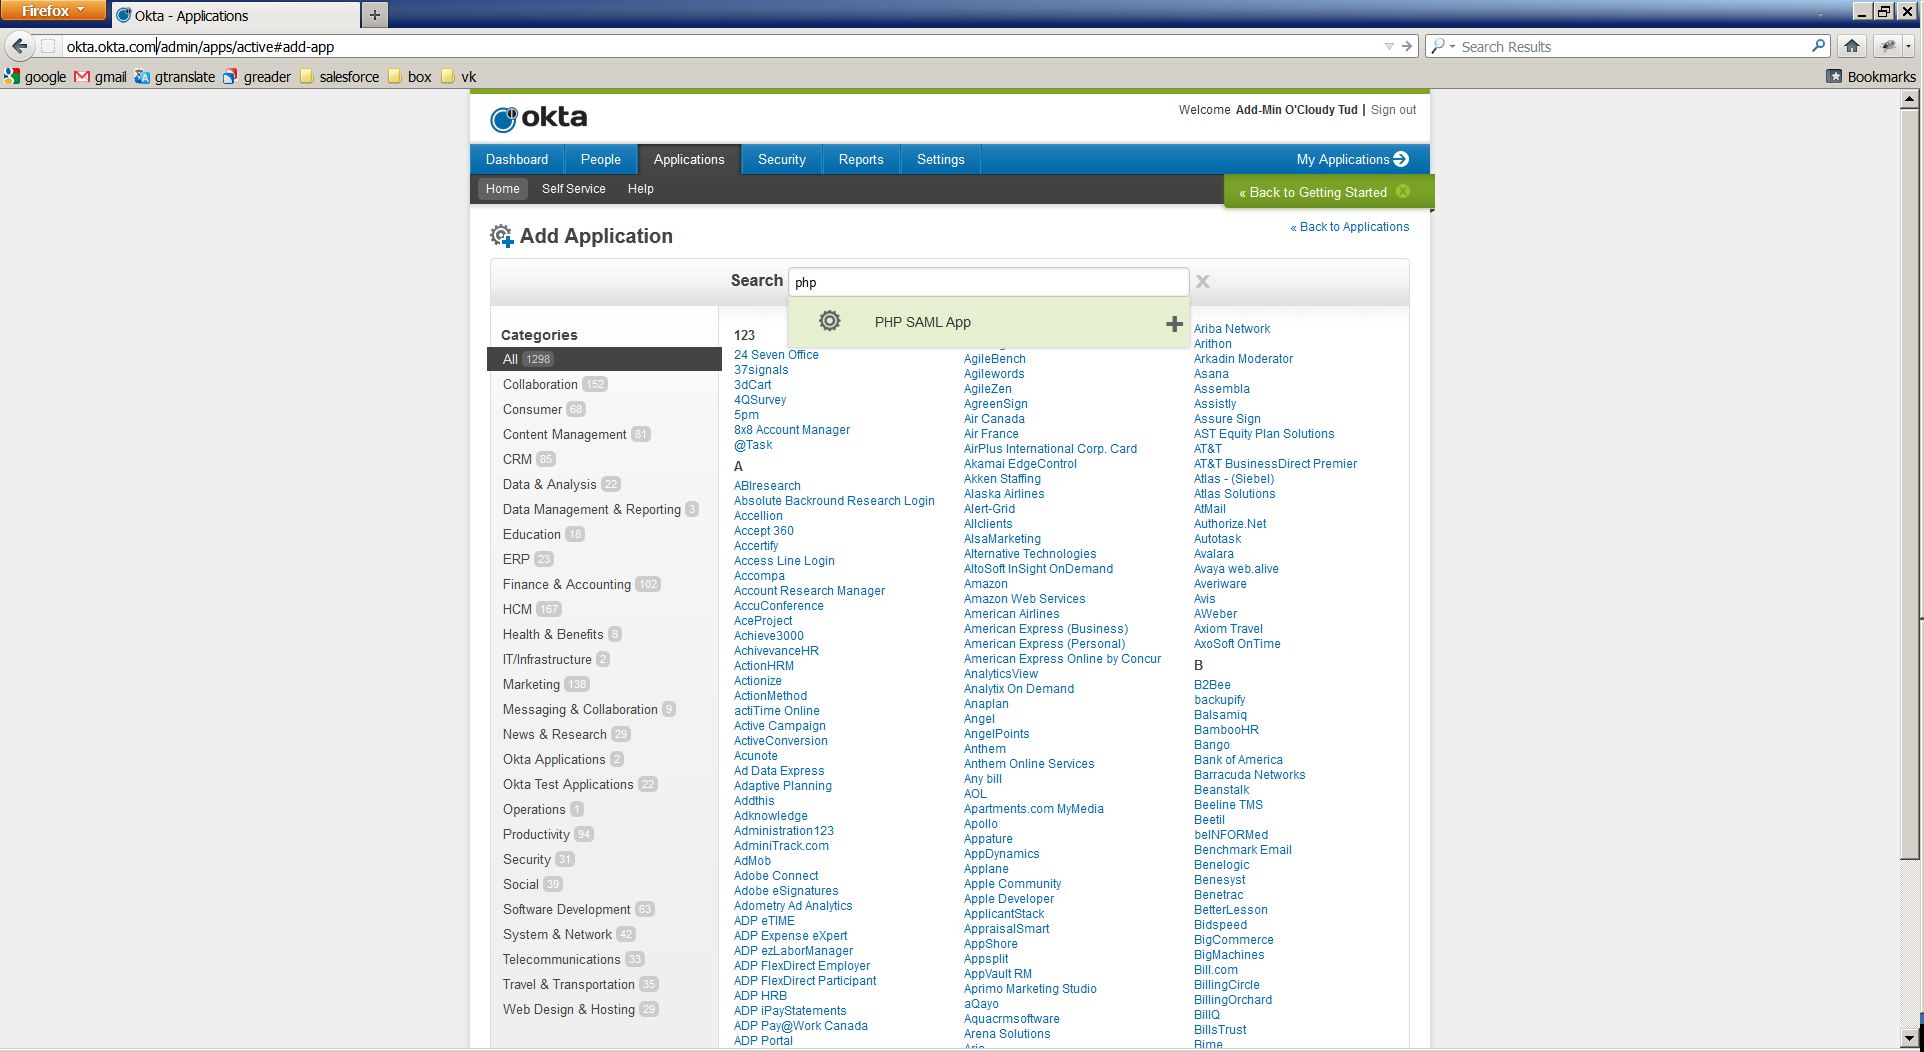 Firefox
Okta - Applications
okta.okta.com/admin/apps/active#add-app
Search Results
google
gmail
gtranslate
greader
salesforce
box
vk
Bookmarks
okta
Welcome Add-Min O'Cloudy Tud | Sign out
Dashboard
People
Applications
Security
Reports
Settings
My Applications
Home
Self Service
Help
« Back to Getting Started
Add Application
« Back to Applications
Search
php
PHP SAML App
Categories
All 1298
Collaboration 152
Consumer 68
Content Management 81
CRM 85
Data & Analysis 22
Data Management & Reporting 3
Education 18
ERP 23
Finance & Accounting 102
HCM 167
Health & Benefits 8
IT/Infrastructure 2
Marketing 138
Messaging & Collaboration 9
News & Research 29
Okta Applications 2
Okta Test Applications 22
Operations 1
Productivity 94
Security 31
Social 39
Software Development 63
System & Network 42
Telecommunications 33
Travel & Transportation 35
Web Design & Hosting 29
123
24 Seven Office
37signals
3dCart
4QSurvey
5pm
8x8 Account Manager
@Task
A
ABIresearch
Absolute Backround Research Login
Accellion
Accept 360
Accertify
Access Line Login
Accompa
Account Research Manager
AccuConference
AceProject
Achieve3000
AchivevanceHR
ActionHRM
Actionize
ActionMethod
actiTime Online
Active Campaign
ActiveConversion
Acunote
Ad Data Express
Adaptive Planning
Addthis
Adknowledge
Administration123
AdminiTrack.com
AdMob
Adobe Connect
Adobe eSignatures
Adometry Ad Analytics
ADP eTIME
ADP Expense eXpert
ADP ezLaborManager
ADP FlexDirect Employer
ADP FlexDirect Participant
ADP HRB
ADP iPayStatements
ADP Pay@Work Canada
ADP Portal
AgileBench
Agilewords
AgileZen
AgreenSign
Air Canada
Air France
AirPlus International Corp. Card
Akamai EdgeControl
Akken Staffing
Alaska Airlines
Alert-Grid
Allclients
AlsaMarketing
Alternative Technologies
AltoSoft InSight OnDemand
Amazon
Amazon Web Services
American Airlines
American Express (Business)
American Express (Personal)
American Express Online by Concur
AnalyticsView
Analytix On Demand
Anaplan
Angel
AngelPoints
Anthem
Anthem Online Services
Any bill
AOL
Apartments.com MyMedia
Apollo
Appature
AppDynamics
Applane
Apple Community
Apple Developer
ApplicantStack
AppraisalSmart
AppShore
Appsplit
AppVault RM
Aprimo Marketing Studio
aQayo
Aquacrmsoftware
Arena Solutions
Ariba Network
Arithon
Arkadin Moderator
Asana
Assembla
Assistly
Assure Sign
AST Equity Plan Solutions
AT&T
AT&T BusinessDirect Premier
Atlas - (Siebel)
Atlas Solutions
AtMail
Authorize.Net
Autotask
Avalara
Avaya web.alive
Averiware
Avis
AWeber
Axiom Travel
AxoSoft OnTime
B
B2Bee
backupify
Balsamiq
BambooHR
Bango
Bank of America
Barracuda Networks
Beanstalk
Beeline TMS
Beetil
beINFORMed
Benchmark Email
Benelogic
Benesyst
Benetrac
BetterLesson
Bidspeed
BigCommerce
BigMachines
Bill.com
BillingCircle
BillingOrchard
BillQ
BillsTrust
Bime